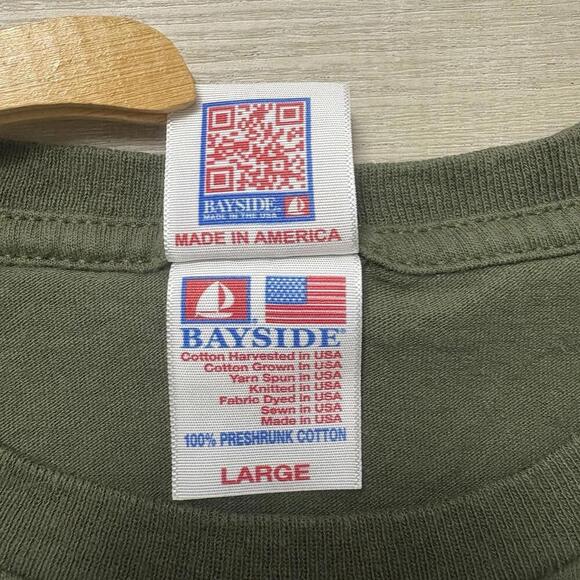 BAYSIDE®
MADE IN THE USA
MADE IN AMERICA
®
BAYSIDE®
Cotton Harvested in USA
Cotton Grown in USA
Yarn Spun in USA
Knitted in USA
Fabric Dyed in USA
Sewn in USA
Made in USA
100% PRESHRUNK COTTON
LARGE